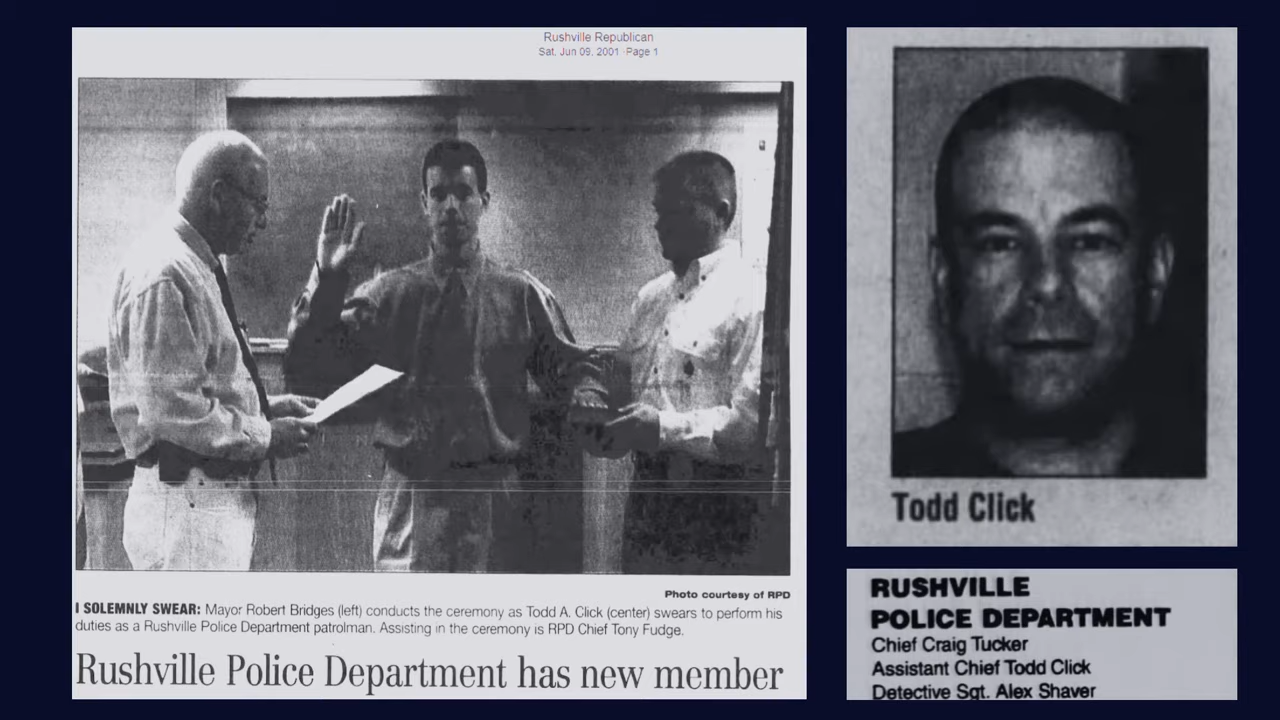 Rushville Republican
Sat, Jun 09, 2001 Page 1
Photo courtesy of RPD
I SOLEMNLY SWEAR: Mayor Robert Bridges (left) conducts the ceremony as Todd A. Click (center) swears to perform his
duties as a Rushville Police Department patrolman. Assisting in the ceremony is RPD Chief Tony Fudge.
Rushville Police Department has new member
Todd Click
RUSHVILLE
POLICE DEPARTMENT
Chief Craig Tucker
Assistant Chief Todd Click
Detective Sgt. Alex Shaver